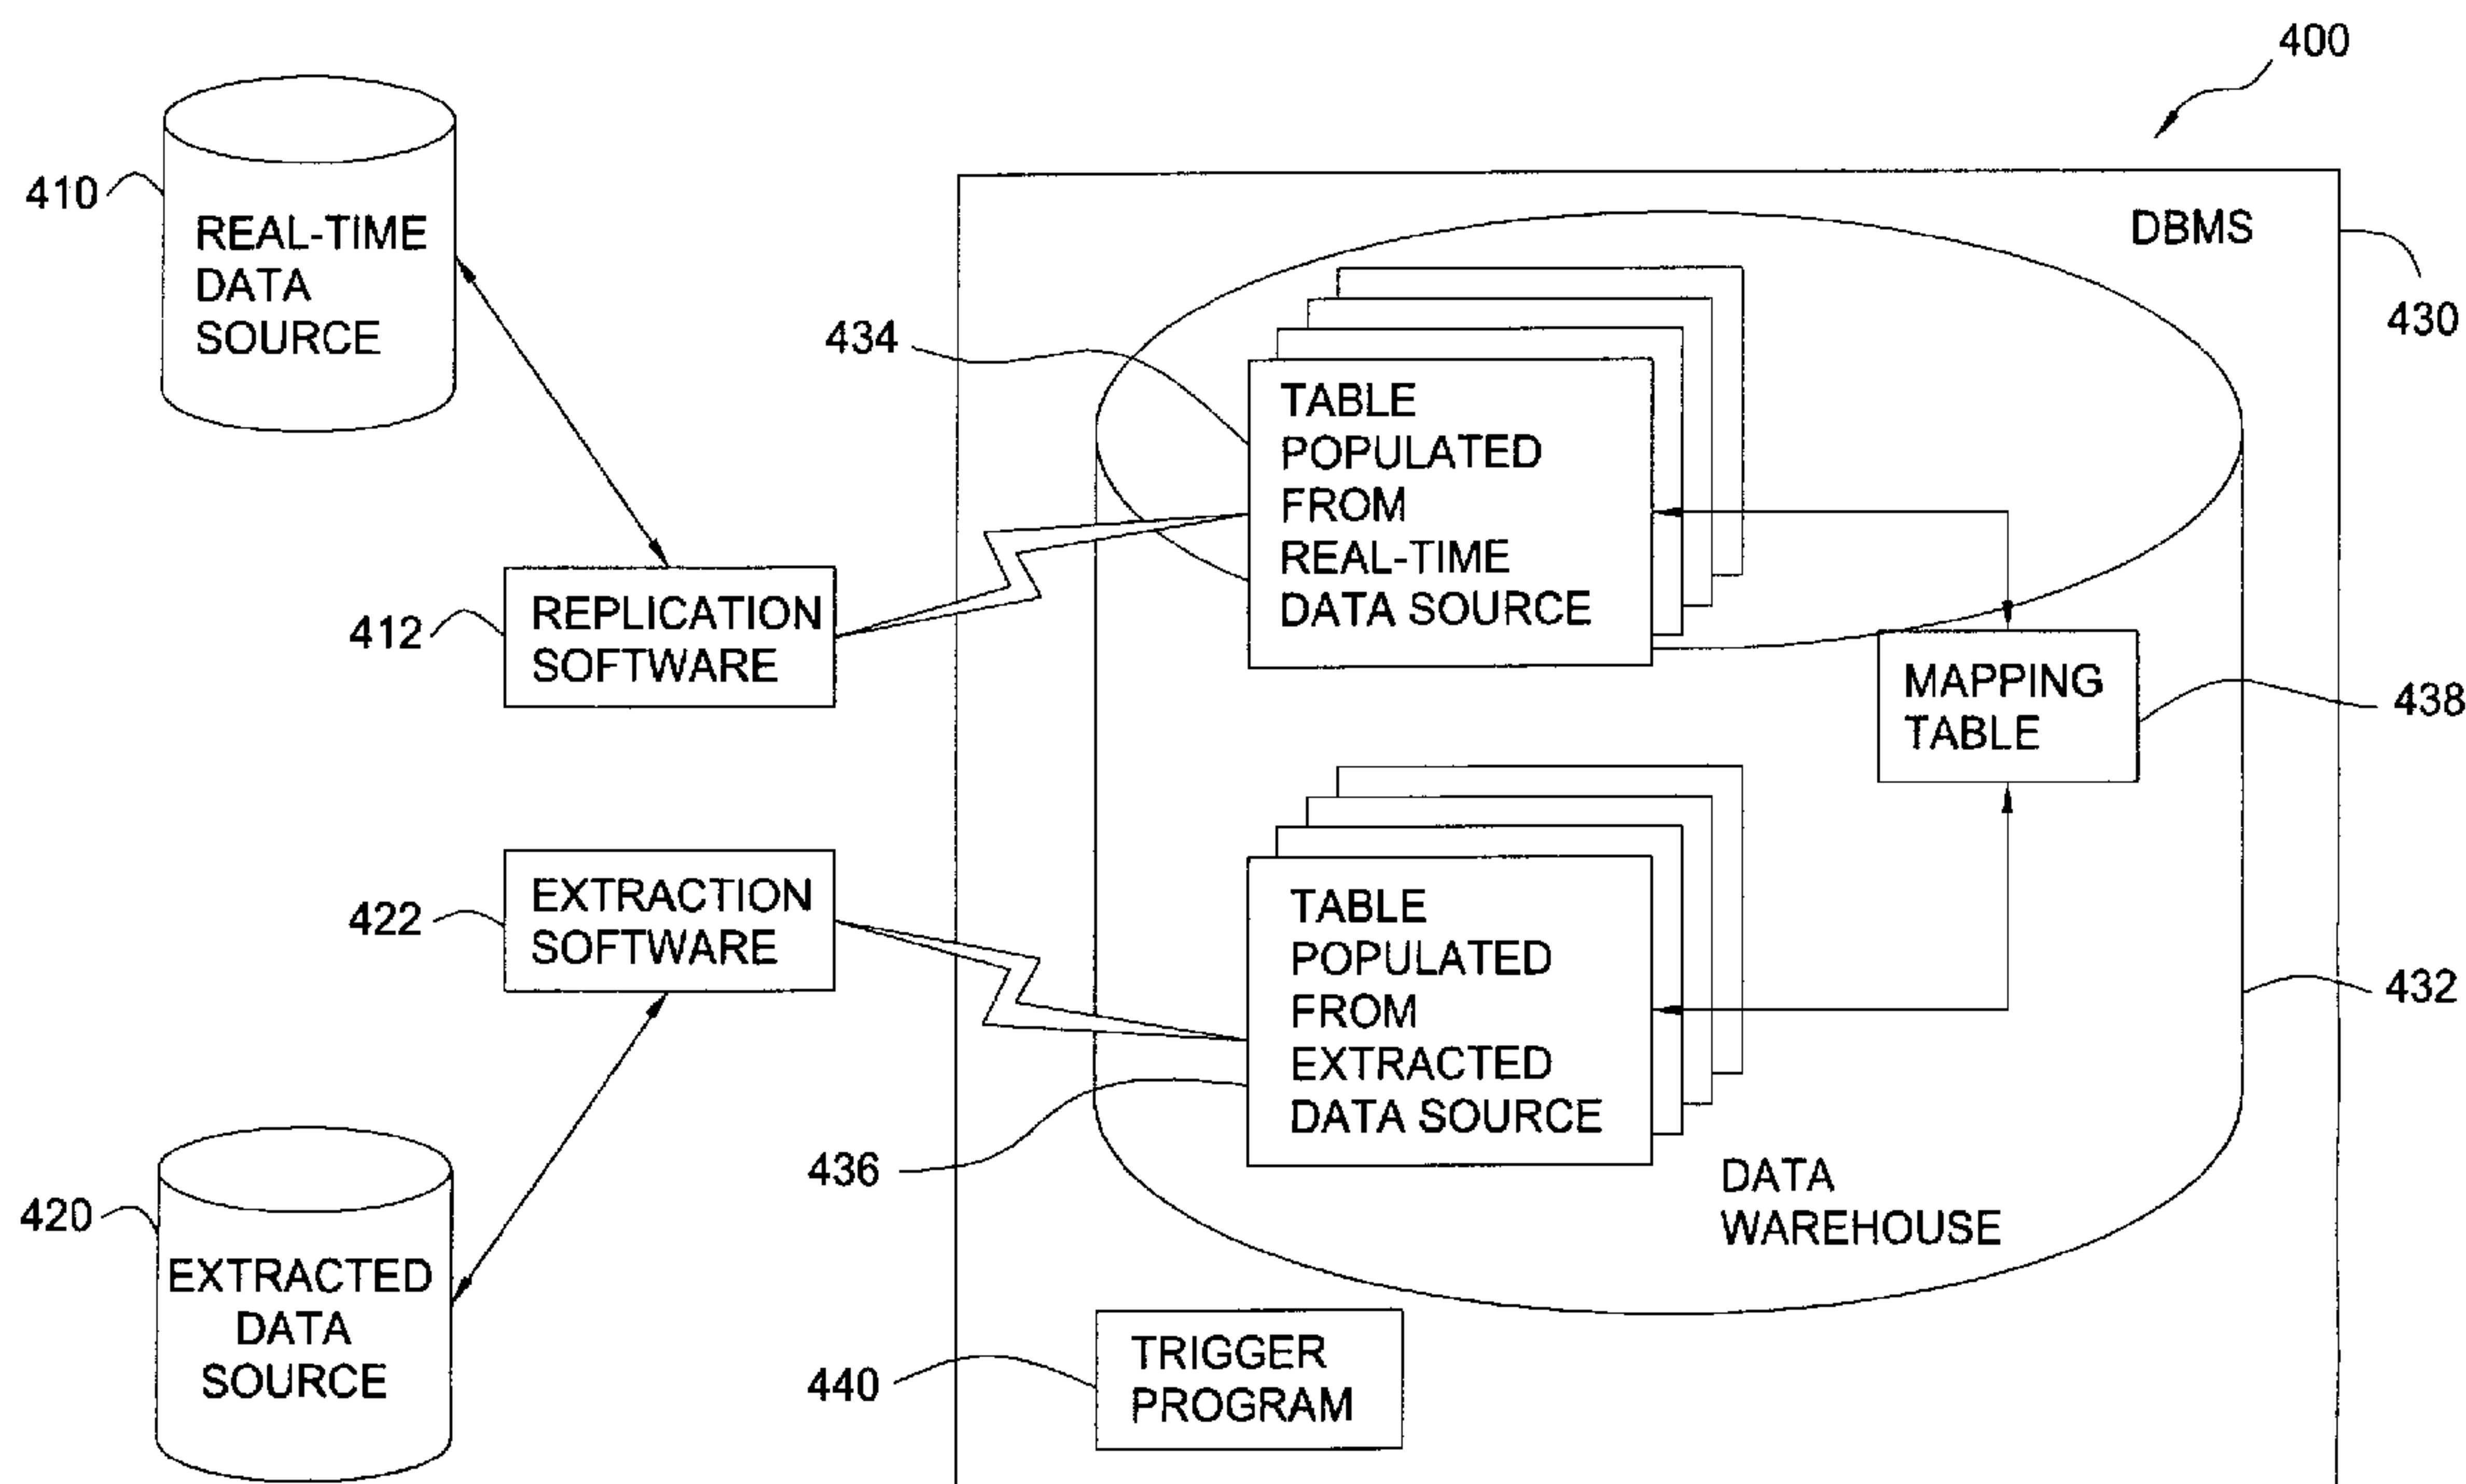 400
410
REAL-TIME
DATA
SOURCE
DBMS
430
434
TABLE
POPULATED
FROM
REAL-TIME
DATA SOURCE
412
REPLICATION
SOFTWARE
MAPPING
TABLE
438
422
EXTRACTION
SOFTWARE
TABLE
POPULATED
FROM
EXTRACTED
DATA SOURCE
432
436
DATA
WAREHOUSE
420
EXTRACTED
DATA
SOURCE
440
TRIGGER
PROGRAM